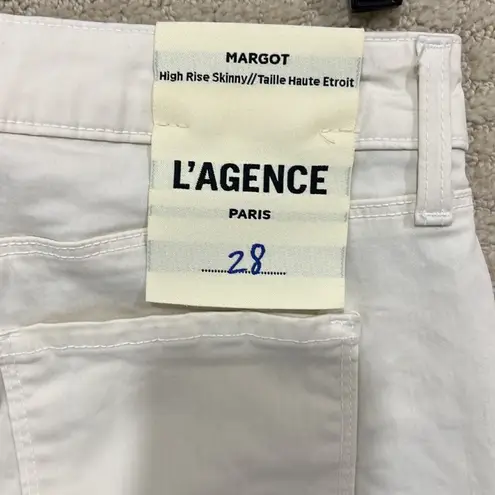 MARGOT
High Rise Skinny//Taille Haute Etroit
L'AGENCE
PARIS
28